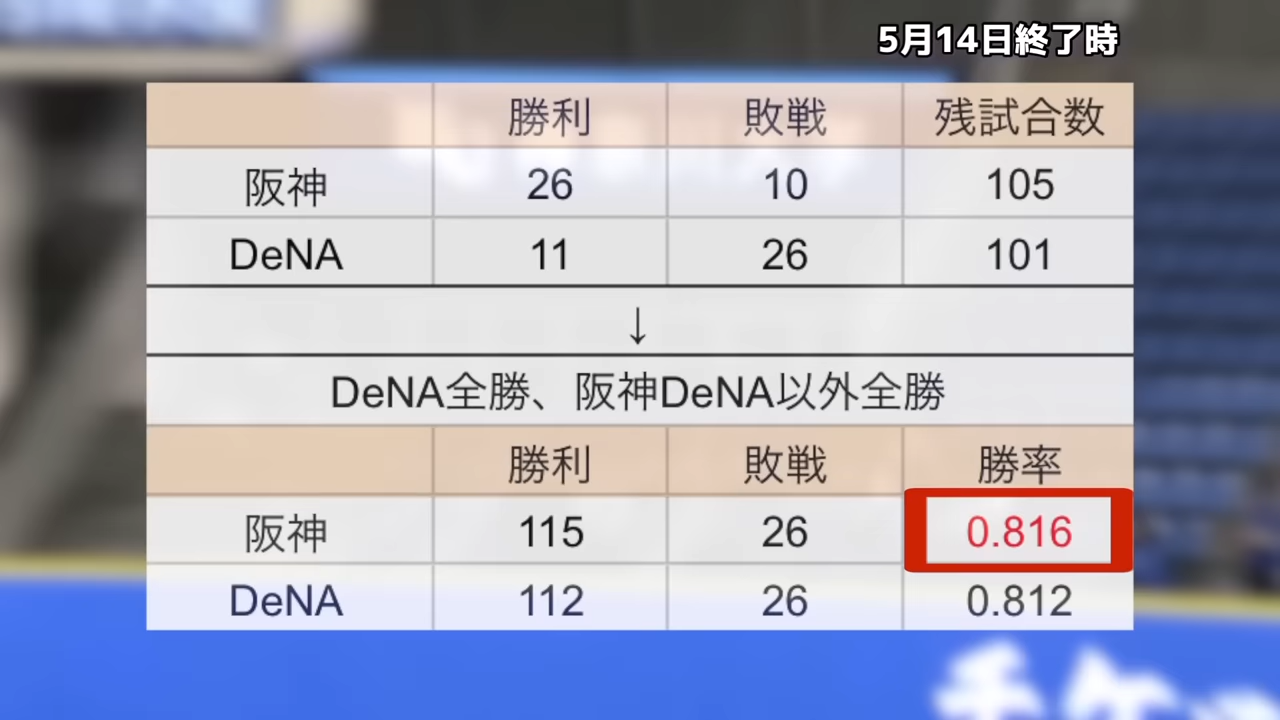 5月14日終了時
勝利 敗戦 残試合数
阪神 26 10 105
DeNA 11 26 101
↓
DeNA全勝、阪神DeNA以外全勝
勝利 敗戦 勝率
阪神 115 26 0.816
DeNA 112 26 0.812